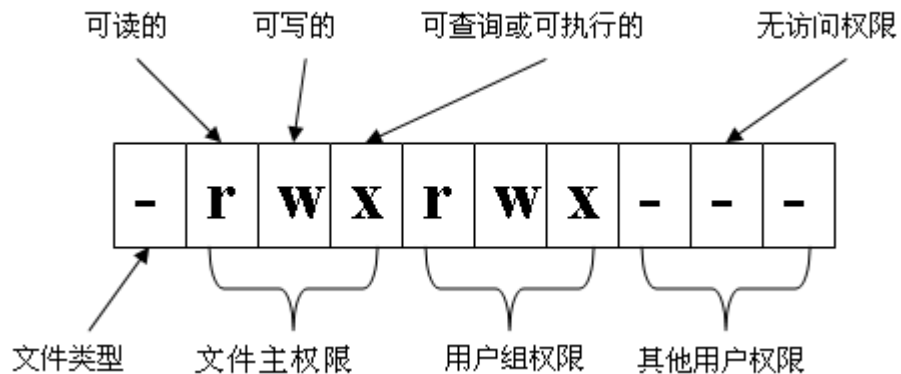 可读的 可写的 可查询或可执行的 无访问权限
- r w x r w x - - -
文件类型 文件主权限 用户组权限 其他用户权限